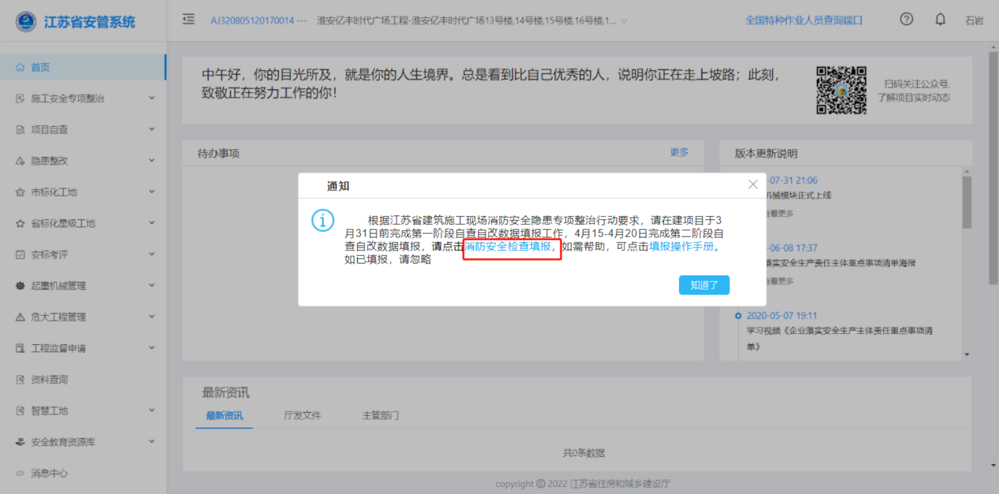 江苏省安管系统
AJ320805120170014 --- 淮安亿丰时代广场工程-淮安亿丰时代广场13号楼,14号楼,15号楼,16号楼,1...
全国特种作业人员查询端口
石岩
首页
施工安全专项整治
项目自查
隐患整改
市标化工地
省标化星级工地
安标考评
起重机械管理
危大工程管理
工程监督申请
资料查询
智慧工地
安全教育资源库
消息中心
中午好，你的目光所及，就是你的人生境界。总是看到比自己优秀的人，说明你正在走上坡路；此刻，
致敬正在努力工作的你！
扫码关注公众号,
了解项目实时动态
待办事项
更多
版本更新说明
-07-31 21:06
机械模块正式上线
查看更多
-06-08 17:37
落实安全生产责任主体重点事项清单海报
查看更多
2020-05-07 19:11
学习视频《企业落实安全生产主体责任重点事项清
单》
通知
根据江苏省建筑施工现场消防安全隐患专项整治行动要求，请在建项目于3
月31日前完成第一阶段自查自改数据填报工作，4月15-4月20日完成第二阶段自
查自改数据填报，请点击消防安全检查填报，如需帮助，可点击填报操作手册。
如已填报，请忽略
知道了
最新资讯
最新资讯
厅发文件
主管部门
共0条数据
copyright © 2022 江苏省住房和城乡建设厅